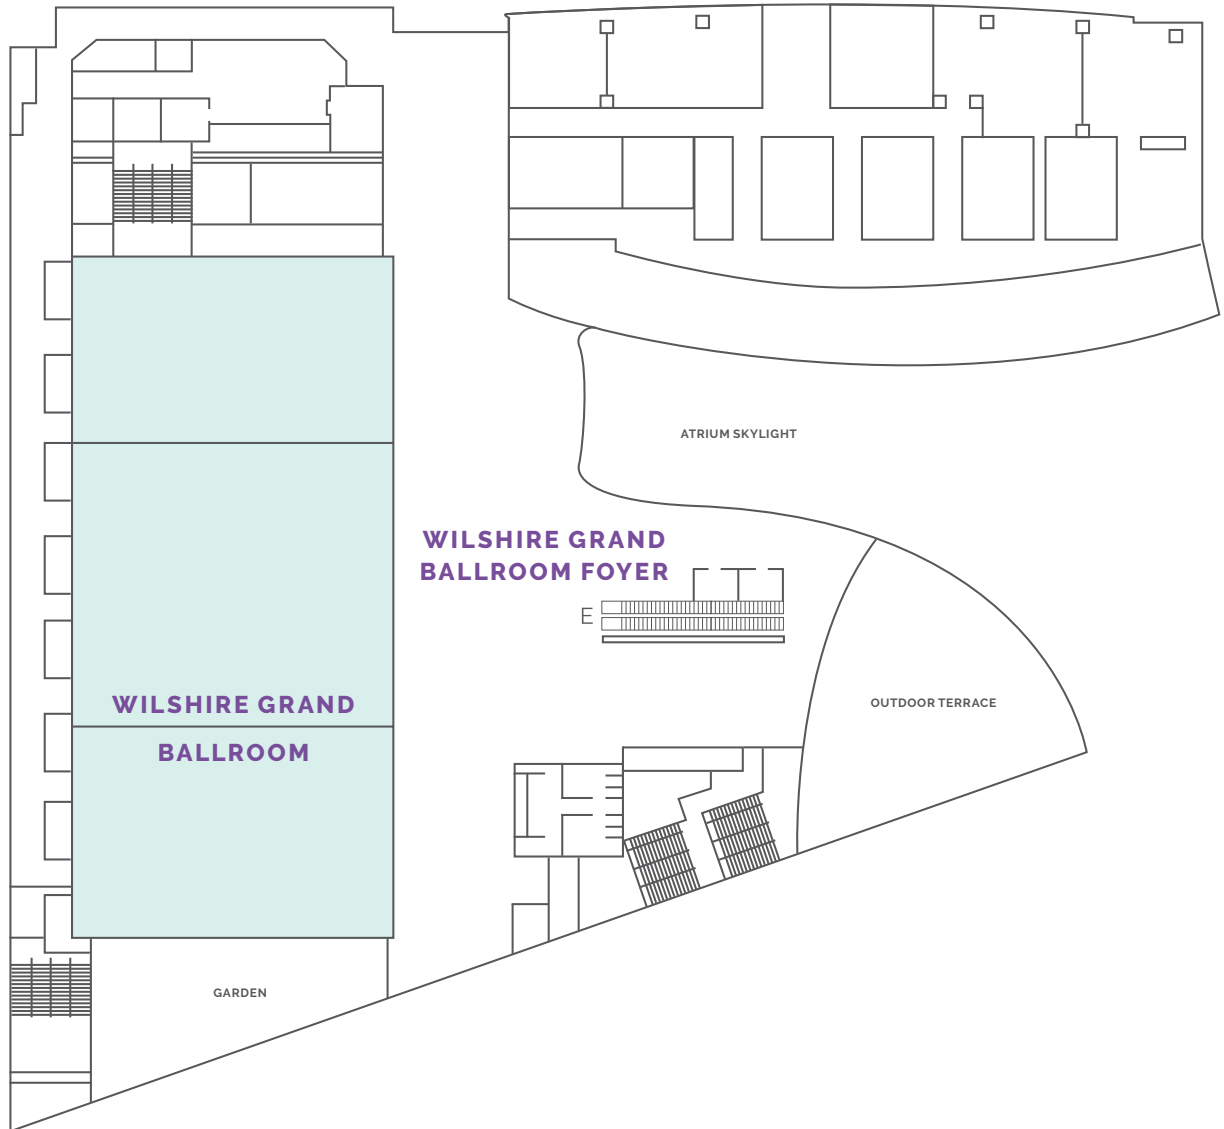 ATRIUM SKYLIGHT
WILSHIRE GRAND
BALLROOM FOYER
E
WILSHIRE GRAND
BALLROOM
OUTDOOR TERRACE
GARDEN